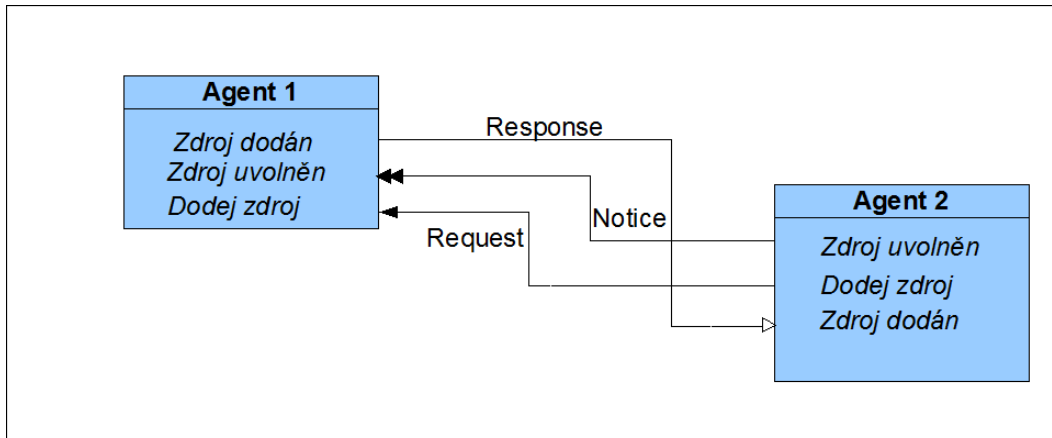 Agent 1
Zdroj dodán
Zdroj uvolněn
Dodej zdroj
Response
Notice
Request
Agent 2
Zdroj uvolněn
Dodej zdroj
Zdroj dodán